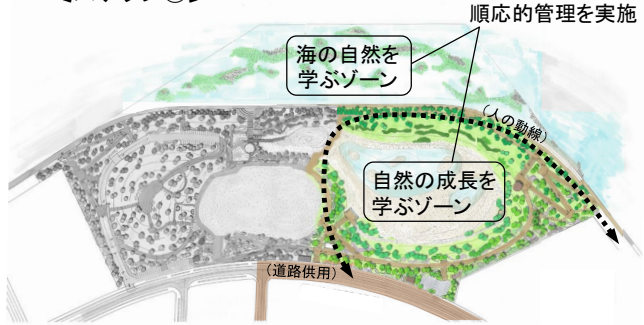 順応的管理を実施
海の自然を
学ぶゾーン
(人の動線)
自然の成長を
学ぶゾーン
(道路供用)